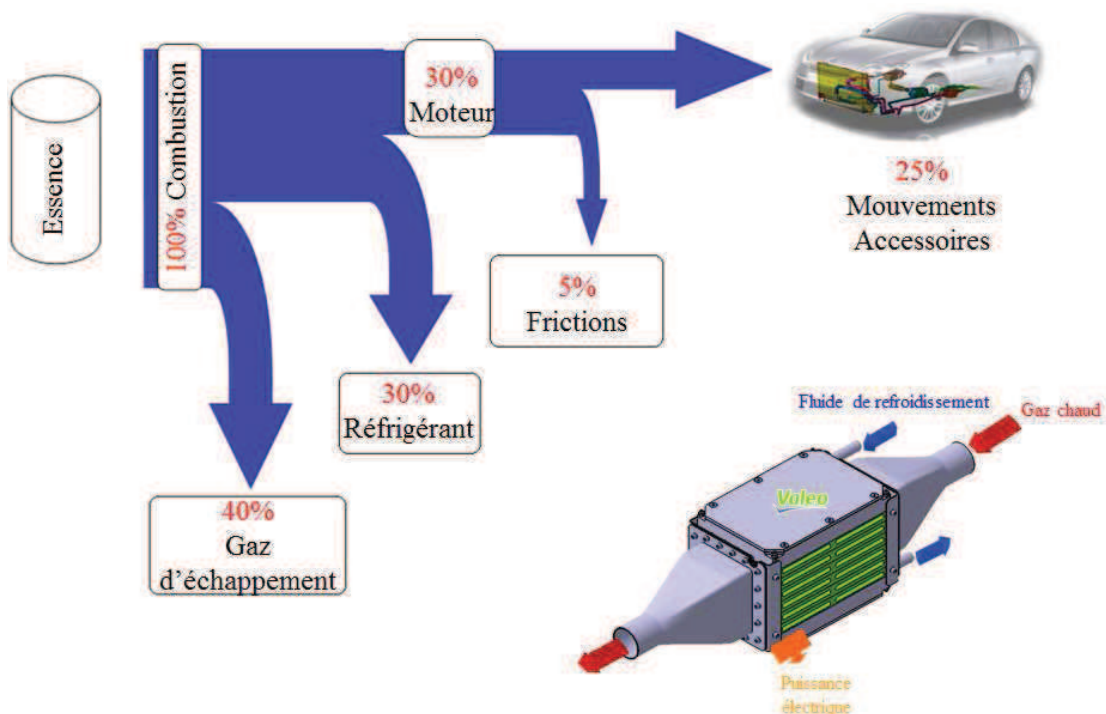 Essence
100% Combustion
30%
Moteur
25%
Mouvements
Accessoires
5%
Frictions
30%
Réfrigérant
40%
Gaz
d’échappement
Fluide de refroidissement
Gaz chaud
Valeo
Puissance
électrique